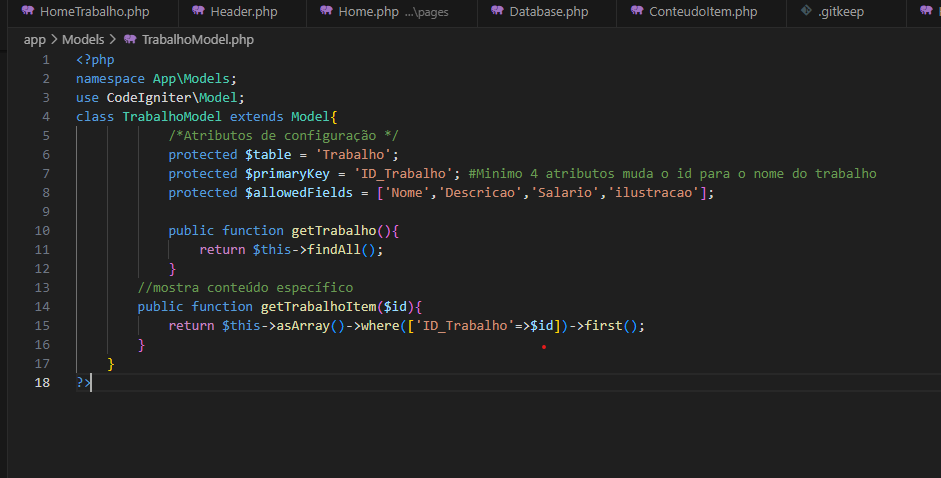 HomeTrabalho.php Header.php Home.php ...\pages Database.php ConteudoItem.php .gitkeep
app > Models > TrabalhoModel.php
1 <?php
2 namespace App\Models;
3 use CodeIgniter\Model;
4 class TrabalhoModel extends Model{
5 /*Atributos de configuração */
6 protected $table = 'Trabalho';
7 protected $primaryKey = 'ID_Trabalho'; #Minimo 4 atributos muda o id para o nome do trabalho
8 protected $allowedFields = ['Nome','Descricao','Salario','ilustracao'];
9
10 public function getTrabalho(){
11 return $this->findAll();
12 }
13 //mostra conteúdo específico
14 public function getTrabalhoItem($id){
15 return $this->asArray()->where(['ID_Trabalho'=>$id])->first();
16 }
17 }
18 ?>